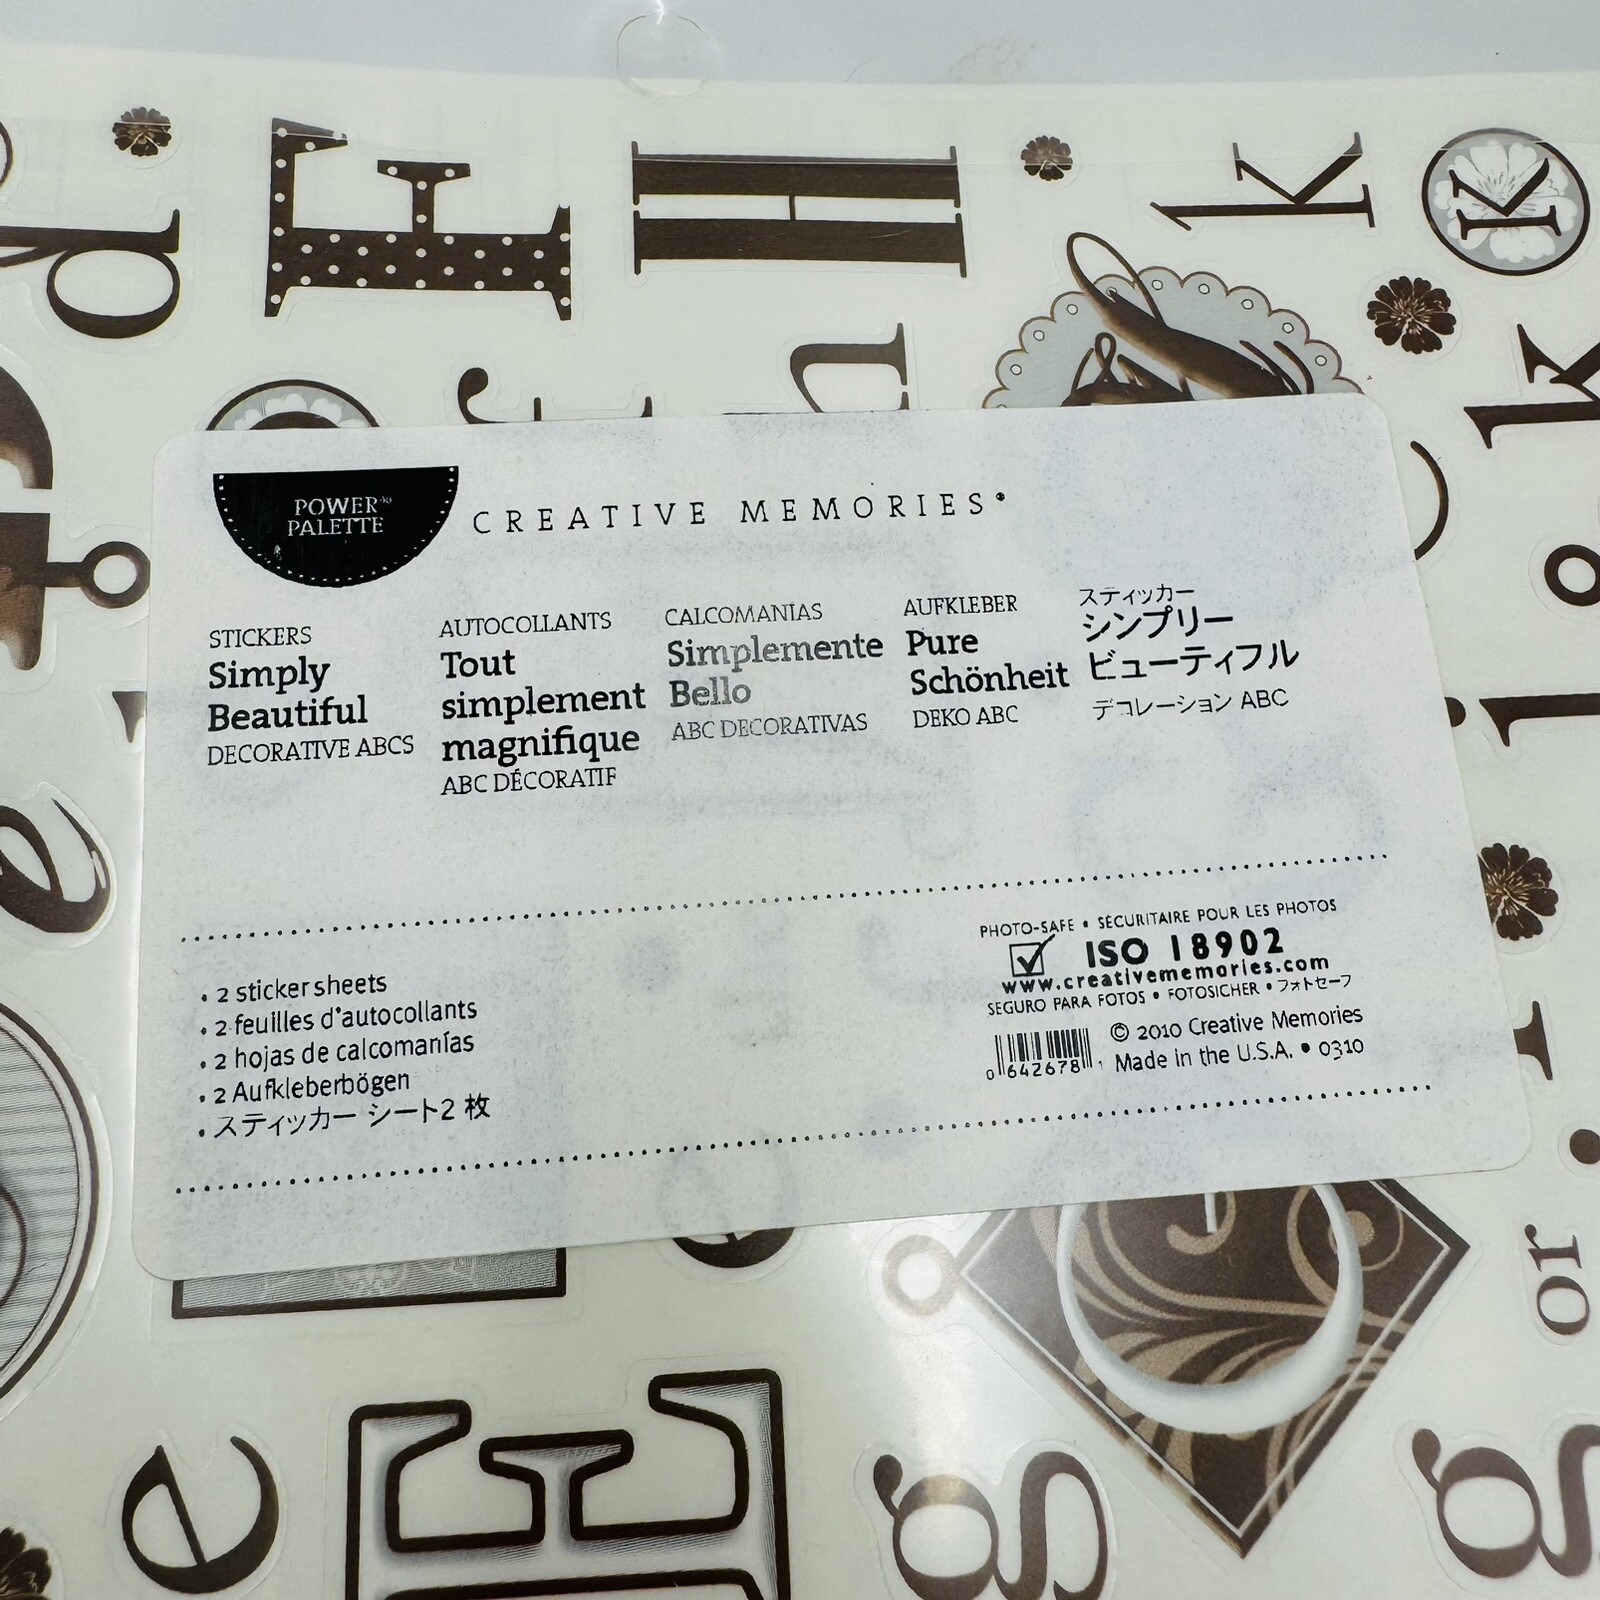 d
E
H
k
k
f
n
k
POWER™
PALETTE
CREATIVE MEMORIES®
STICKERS
Simply
Beautiful
DECORATIVE ABCS
AUTOCOLLANTS
Tout
simplement
magnifique
ABC DÉCORATIF
CALCOMANÍAS
Simplemente
Bello
ABC DECORATIVAS
AUFKLEBER
Pure
Schönheit
DEKO ABC
スティッカー
シンプリー
ビューティフル
デコレーション ABC
• 2 sticker sheets
• 2 feuilles d'autocollants
• 2 hojas de calcomanías
• 2 Aufkleberbögen
• スティッカー シート2 枚
PHOTO-SAFE • SÉCURITAIRE POUR LES PHOTOS
ISO 18902
www.creativememories.com
SEGURO PARA FOTOS • FOTOSICHER • フォトセーフ
0 642678 1
© 2010 Creative Memories
Made in the U.S.A. • 0310
e
or
e
E
g
g